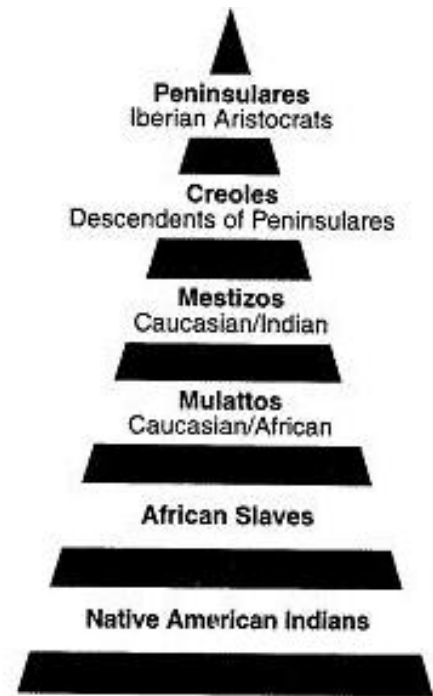 Peninsulares
Iberian Aristocrats
Creoles
Descendents of Peninsulares
Mestizos
Caucasian/Indian
Mulattos
Caucasian/African
African Slaves
Native American Indians